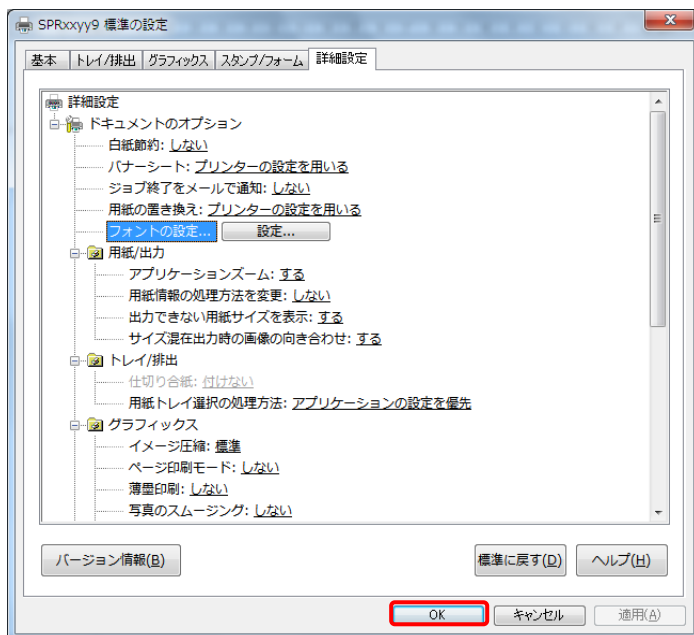 SPRxxyy9 標準の設定
基本 トレイ/排出 グラフィックス スタンプ/フォーム 詳細設定
詳細設定
ドキュメントのオプション
白紙節約: しない
バナーシート: プリンターの設定を用いる
ジョブ終了をメールで通知: しない
用紙の置き換え: プリンターの設定を用いる
フォントの設定... 設定...
用紙/出力
アプリケーションズーム: する
用紙情報の処理方法を変更: しない
出力できない用紙サイズを表示: する
サイズ混在出力時の画像の向き合わせ: する
トレイ/排出
仕切り合紙: 付けない
用紙トレイ選択の処理方法: アプリケーションの設定を優先
グラフィックス
イメージ圧縮: 標準
ページ印刷モード: しない
薄墨印刷: しない
写真のスムージング: しない
バージョン情報(B) 標準に戻す(D) ヘルプ(H)
OK キャンセル 適用(A)